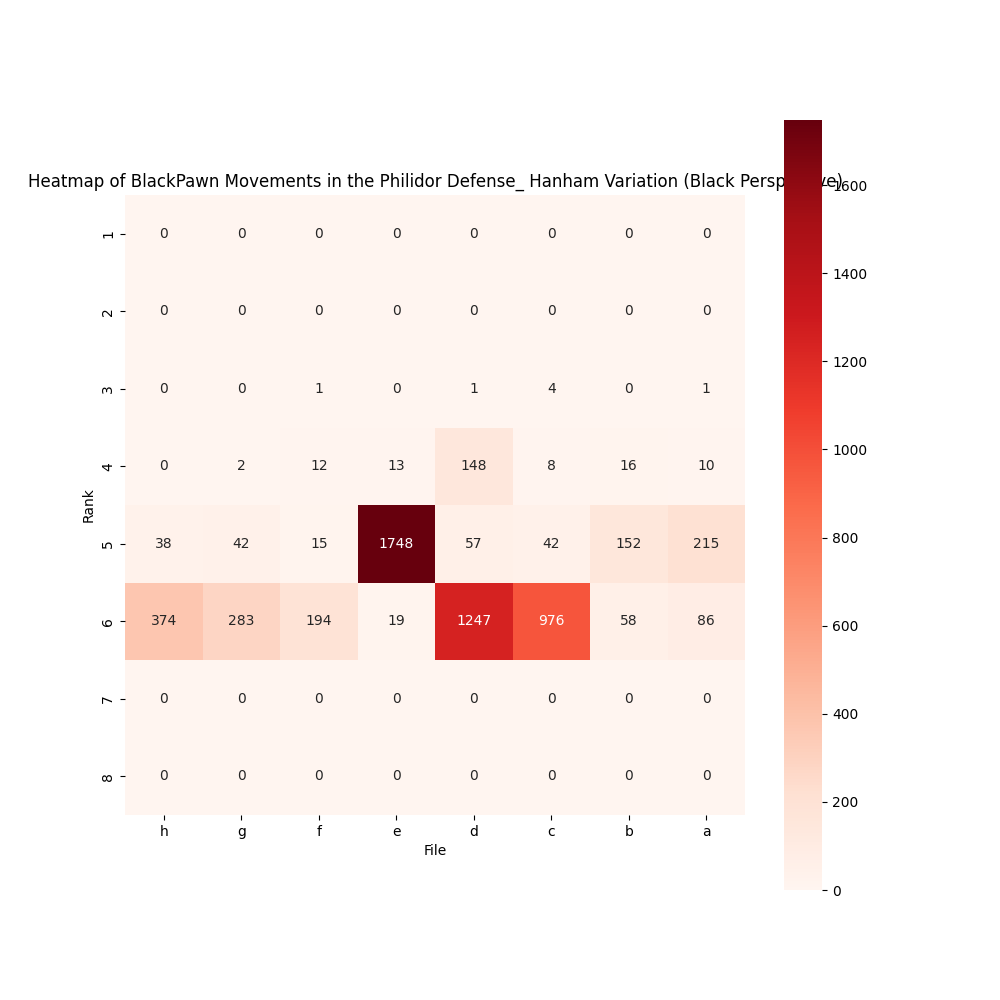 Heatmap of BlackPawn Movements in the Philidor Defense_ Hanham Variation (Black Perspective)
1600
1 0 0 0 0 0 0 0 0
1400
2 0 0 0 0 0 0 0 0
1200
3 0 0 1 0 1 4 0 1
1000
4 0 2 12 13 148 8 16 10
Rank
800
5 38 42 15 1748 57 42 152 215
600
6 374 283 194 19 1247 976 58 86
400
7 0 0 0 0 0 0 0 0
200
8 0 0 0 0 0 0 0 0
h g f e d c b a
File
0